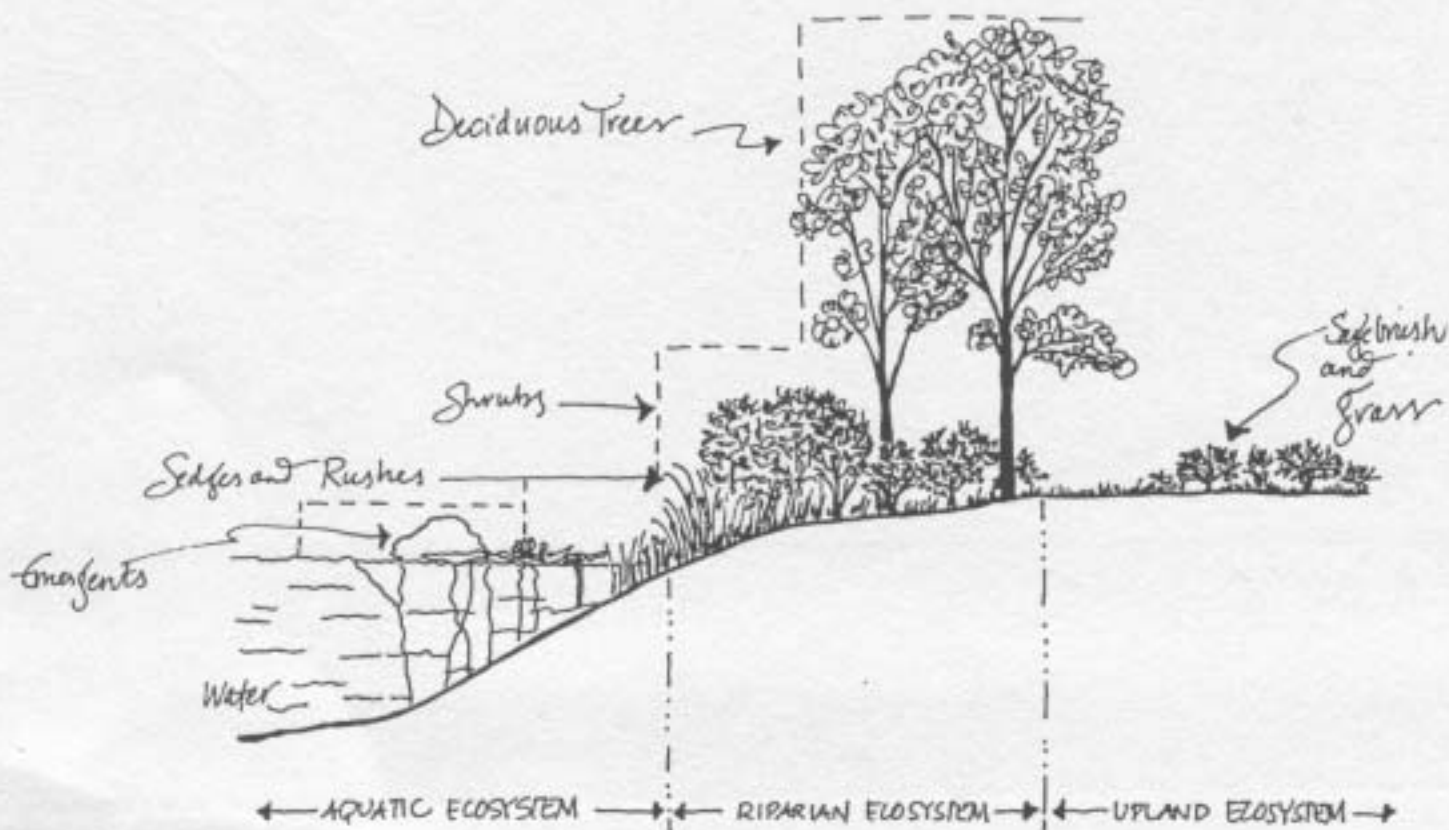 Deciduous Trees
Sagebrush
and
Grass
Shrubs
Sedges and Rushes
Emergents
Water
AQUATIC ECOSYSTEM
RIPARIAN ECOSYSTEM
UPLAND ECOSYSTEM